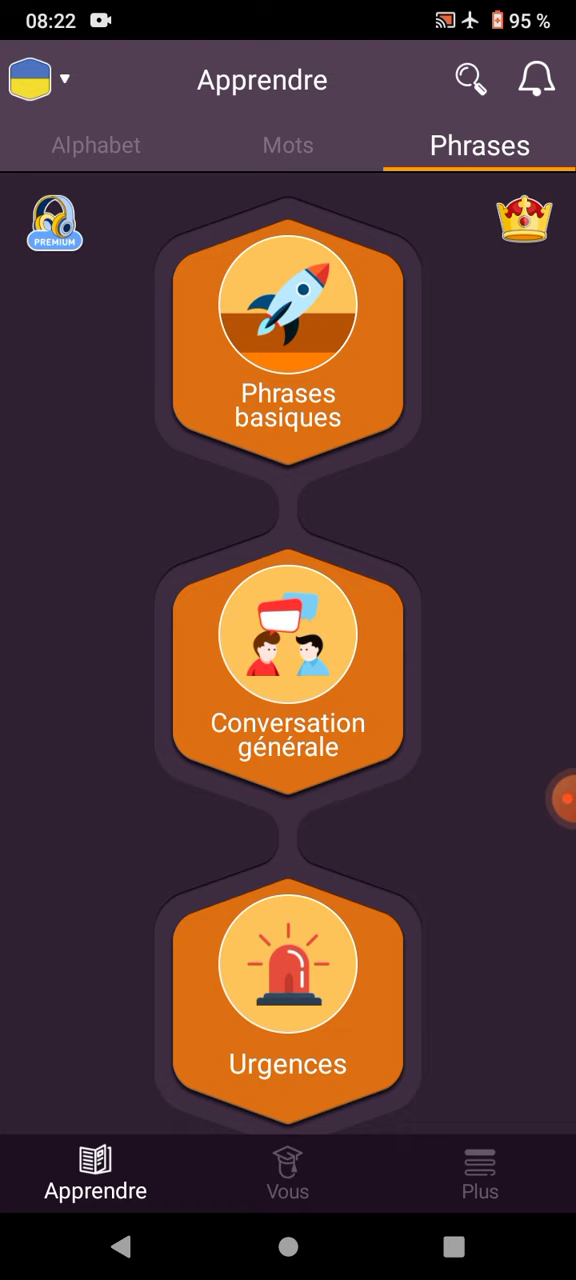 08:22
95 %
Apprendre
Alphabet
Mots
Phrases
PREMIUM
Phrases
basiques
Conversation
générale
Urgences
Apprendre
Vous
Plus